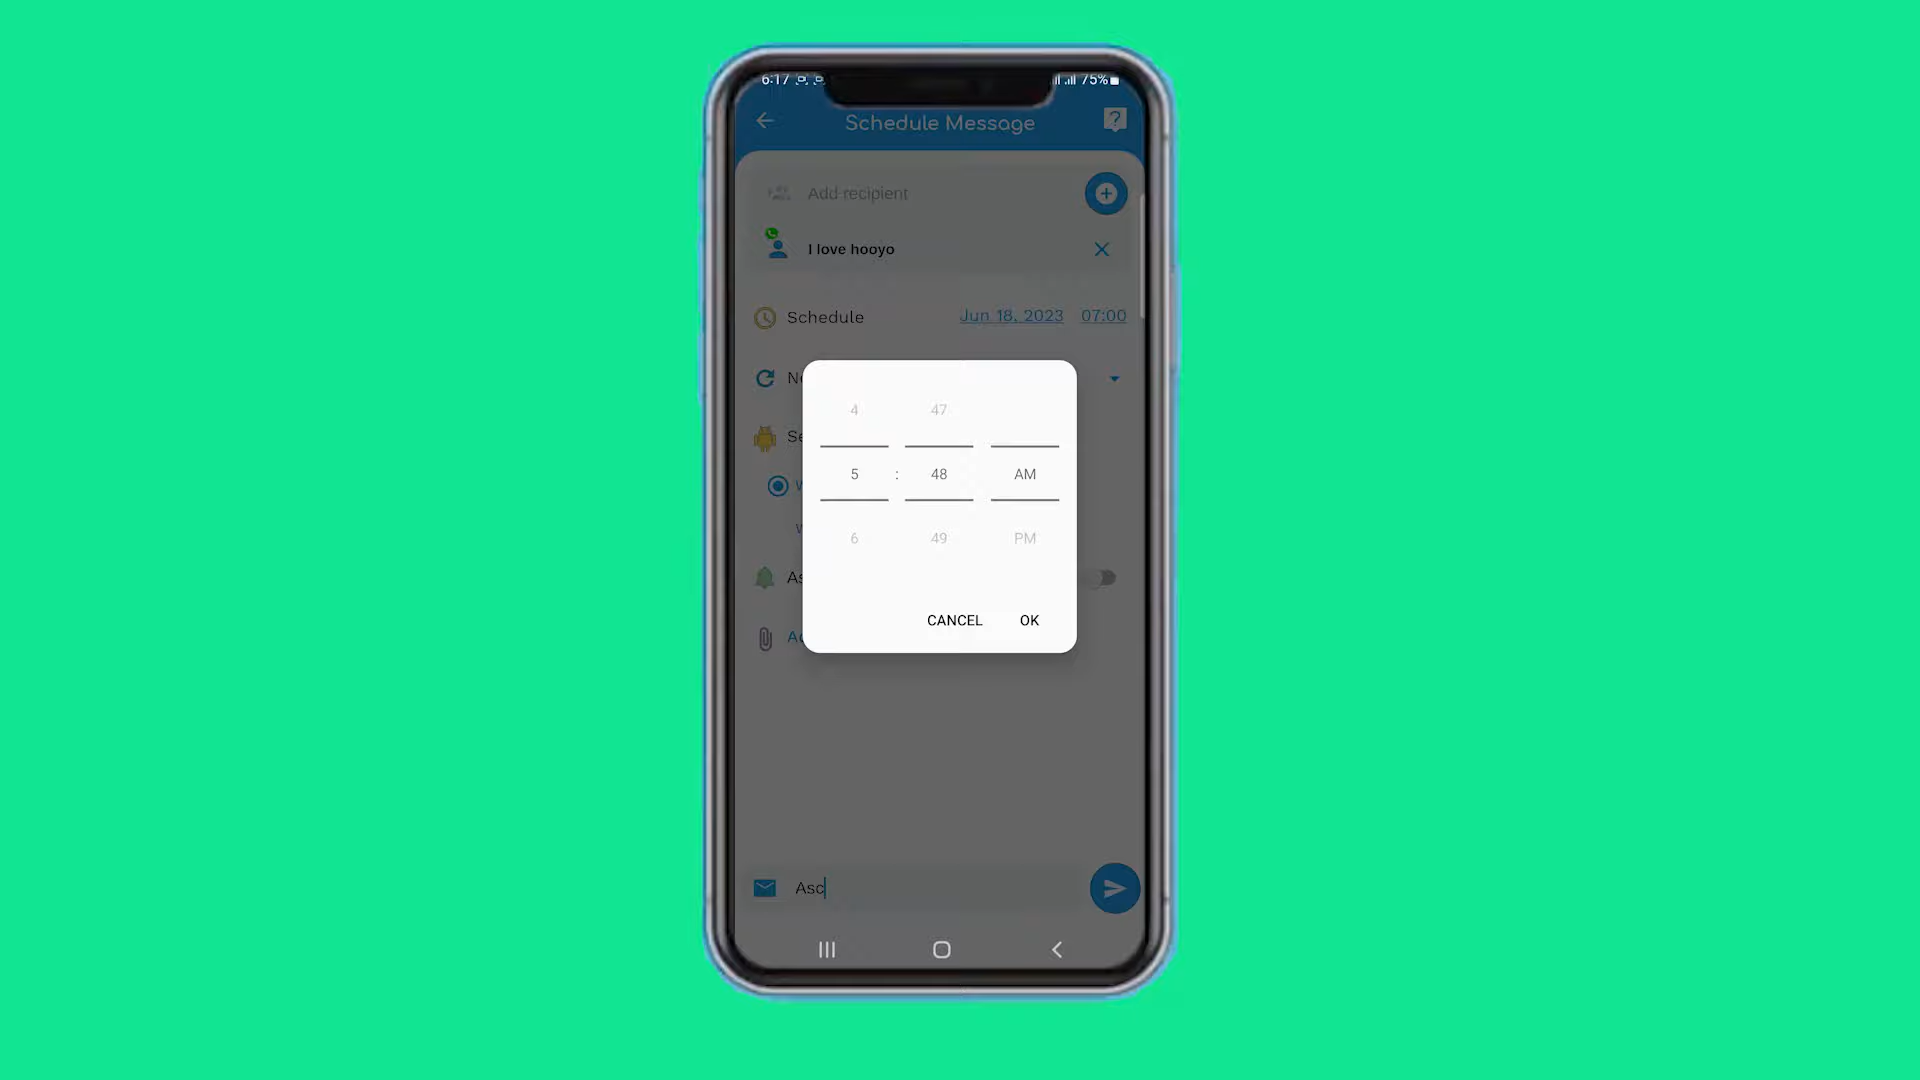 6:17 75%
Schedule Message
?
Add recipient
I love hooyo
Schedule Jun 18, 2023 07:00
4 47
5 : 48 AM
6 49 PM
CANCEL OK
Asc